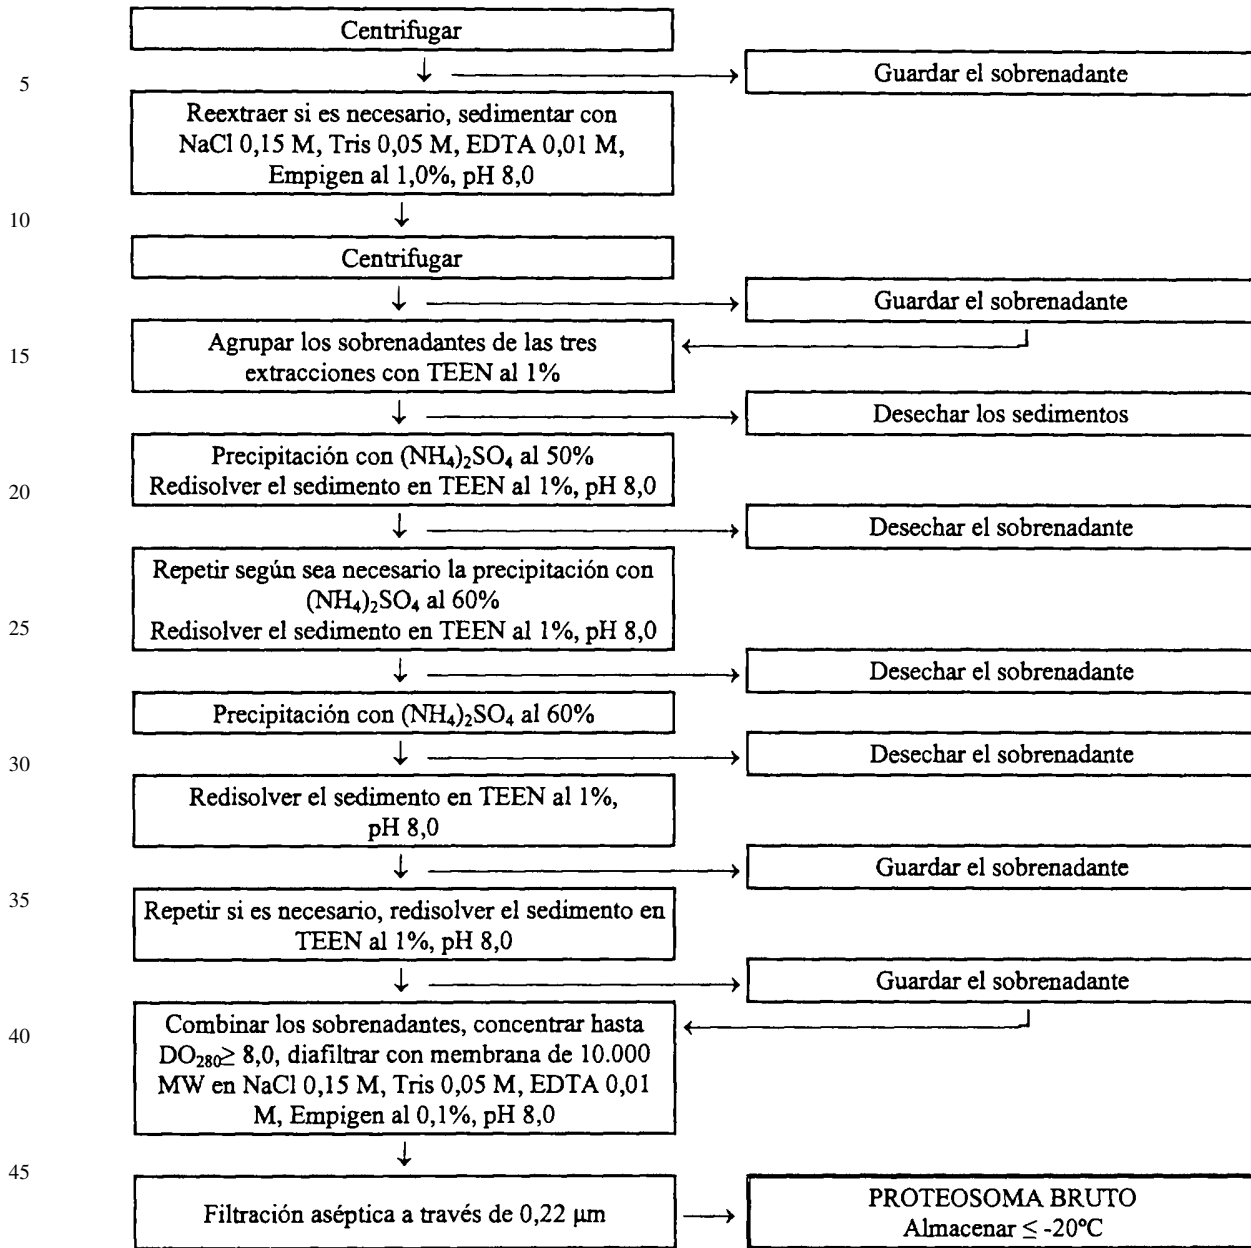 Centrifugar
5
Guardar el sobrenadante
Reextraer si es necesario, sedimentar con
NaCl 0,15 M, Tris 0,05 M, EDTA 0,01 M,
Empigen al 1,0%, pH 8,0
10
Centrifugar
Guardar el sobrenadante
15
Agrupar los sobrenadantes de las tres
extracciones con TEEN al 1%
Desechar los sedimentos
Precipitación con (NH₄)₂SO₄ al 50%
20
Redisolver el sedimento en TEEN al 1%, pH 8,0
Desechar el sobrenadante
Repetir según sea necesario la precipitación con
(NH₄)₂SO₄ al 60%
25
Redisolver el sedimento en TEEN al 1%, pH 8,0
Desechar el sobrenadante
Precipitación con (NH₄)₂SO₄ al 60%
30
Desechar el sobrenadante
Redisolver el sedimento en TEEN al 1%,
pH 8,0
Guardar el sobrenadante
35
Repetir si es necesario, redisolver el sedimento en
TEEN al 1%, pH 8,0
Guardar el sobrenadante
40
Combinar los sobrenadantes, concentrar hasta
DO₂₈₀≥ 8,0, diafiltrar con membrana de 10.000
MW en NaCl 0,15 M, Tris 0,05 M, EDTA 0,01
M, Empigen al 0,1%, pH 8,0
45
Filtración aséptica a través de 0,22 µm
PROTEOSOMA BRUTO
Almacenar ≤ -20°C